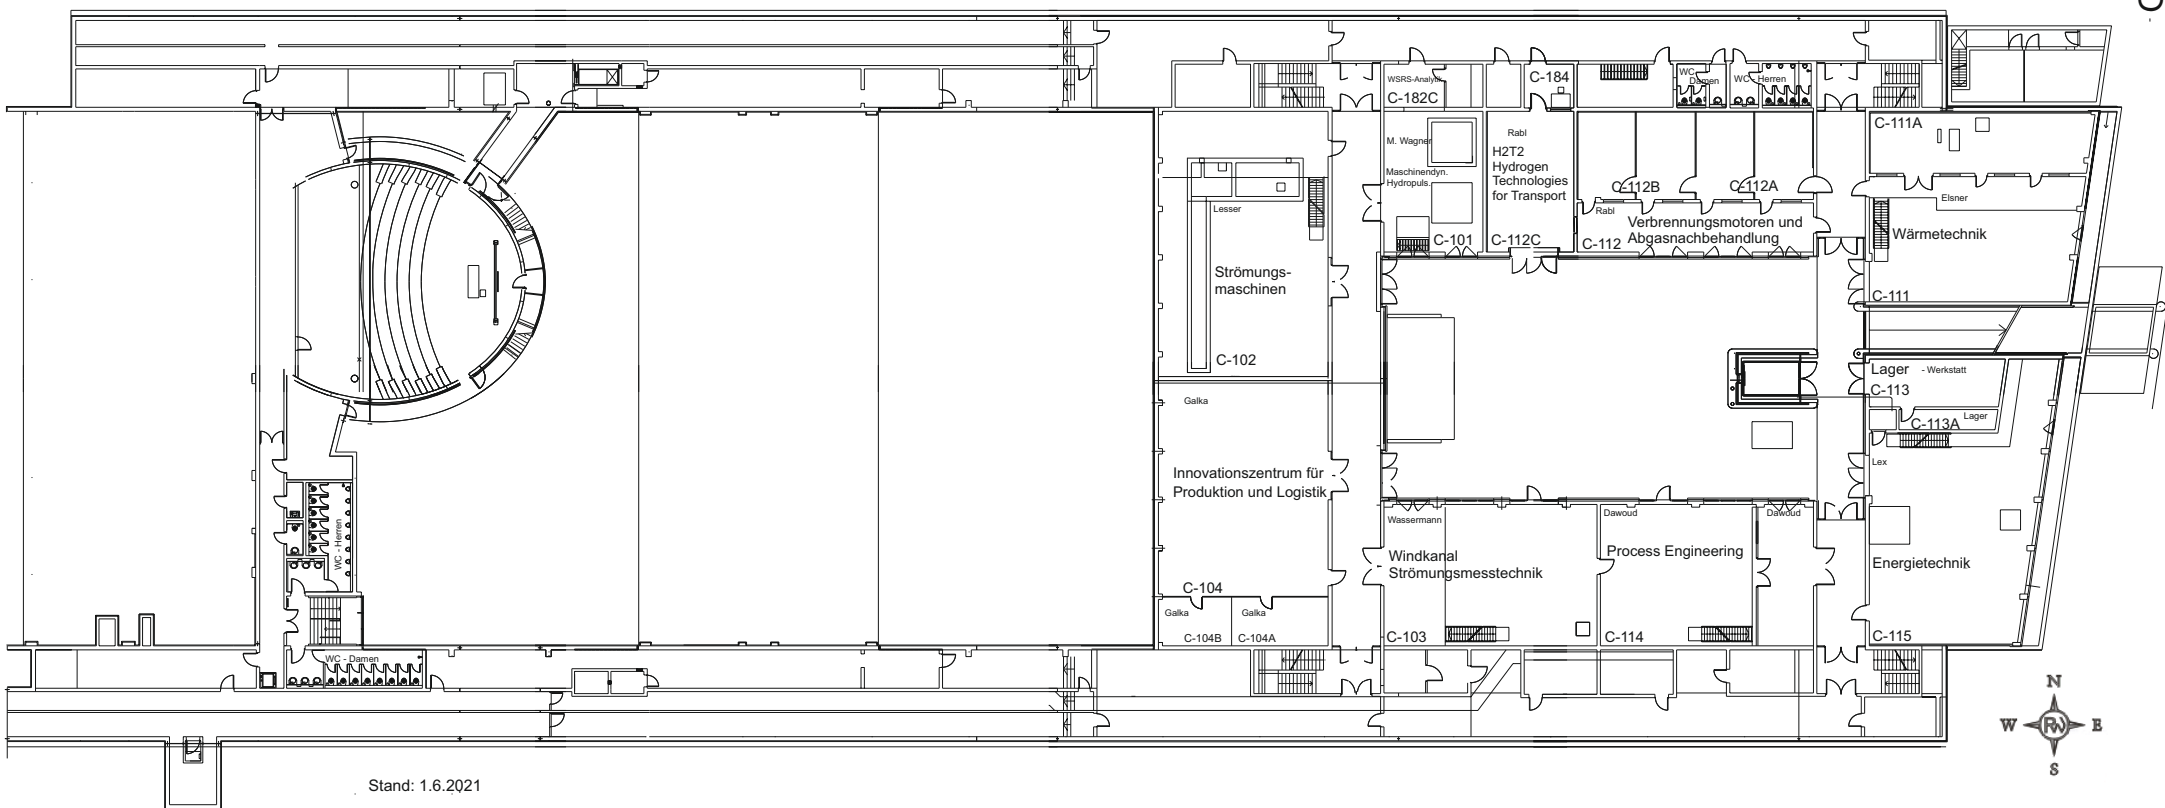 WSRS-Analytik
C-182C
C-184
WC - Damen
WC - Herren
C-111A
M. Wagner
Maschinendyn.
Hydropuls.
C-101
Rabl
H2T2
Hydrogen
Technologies
for Transport
C-112C
C-112B
C-112A
Rabl
Verbrennungsmotoren und
Abgasnachbehandlung
C-112
Elsner
Wärmetechnik
C-111
Lesser
Strömungs-
maschinen
C-102
Galka
Innovationszentrum für
Produktion und Logistik
C-104
Galka
C-104B
Galka
C-104A
Lager - Werkstatt
C-113
Lager
C-113A
Lex
Energietechnik
C-115
Wassermann
Windkanal
Strömungsmesstechnik
C-103
Dawoud
Process Engineering
C-114
Dawoud
WC - Herren
WC - Damen
N
W
E
S
Stand: 1.6.2021